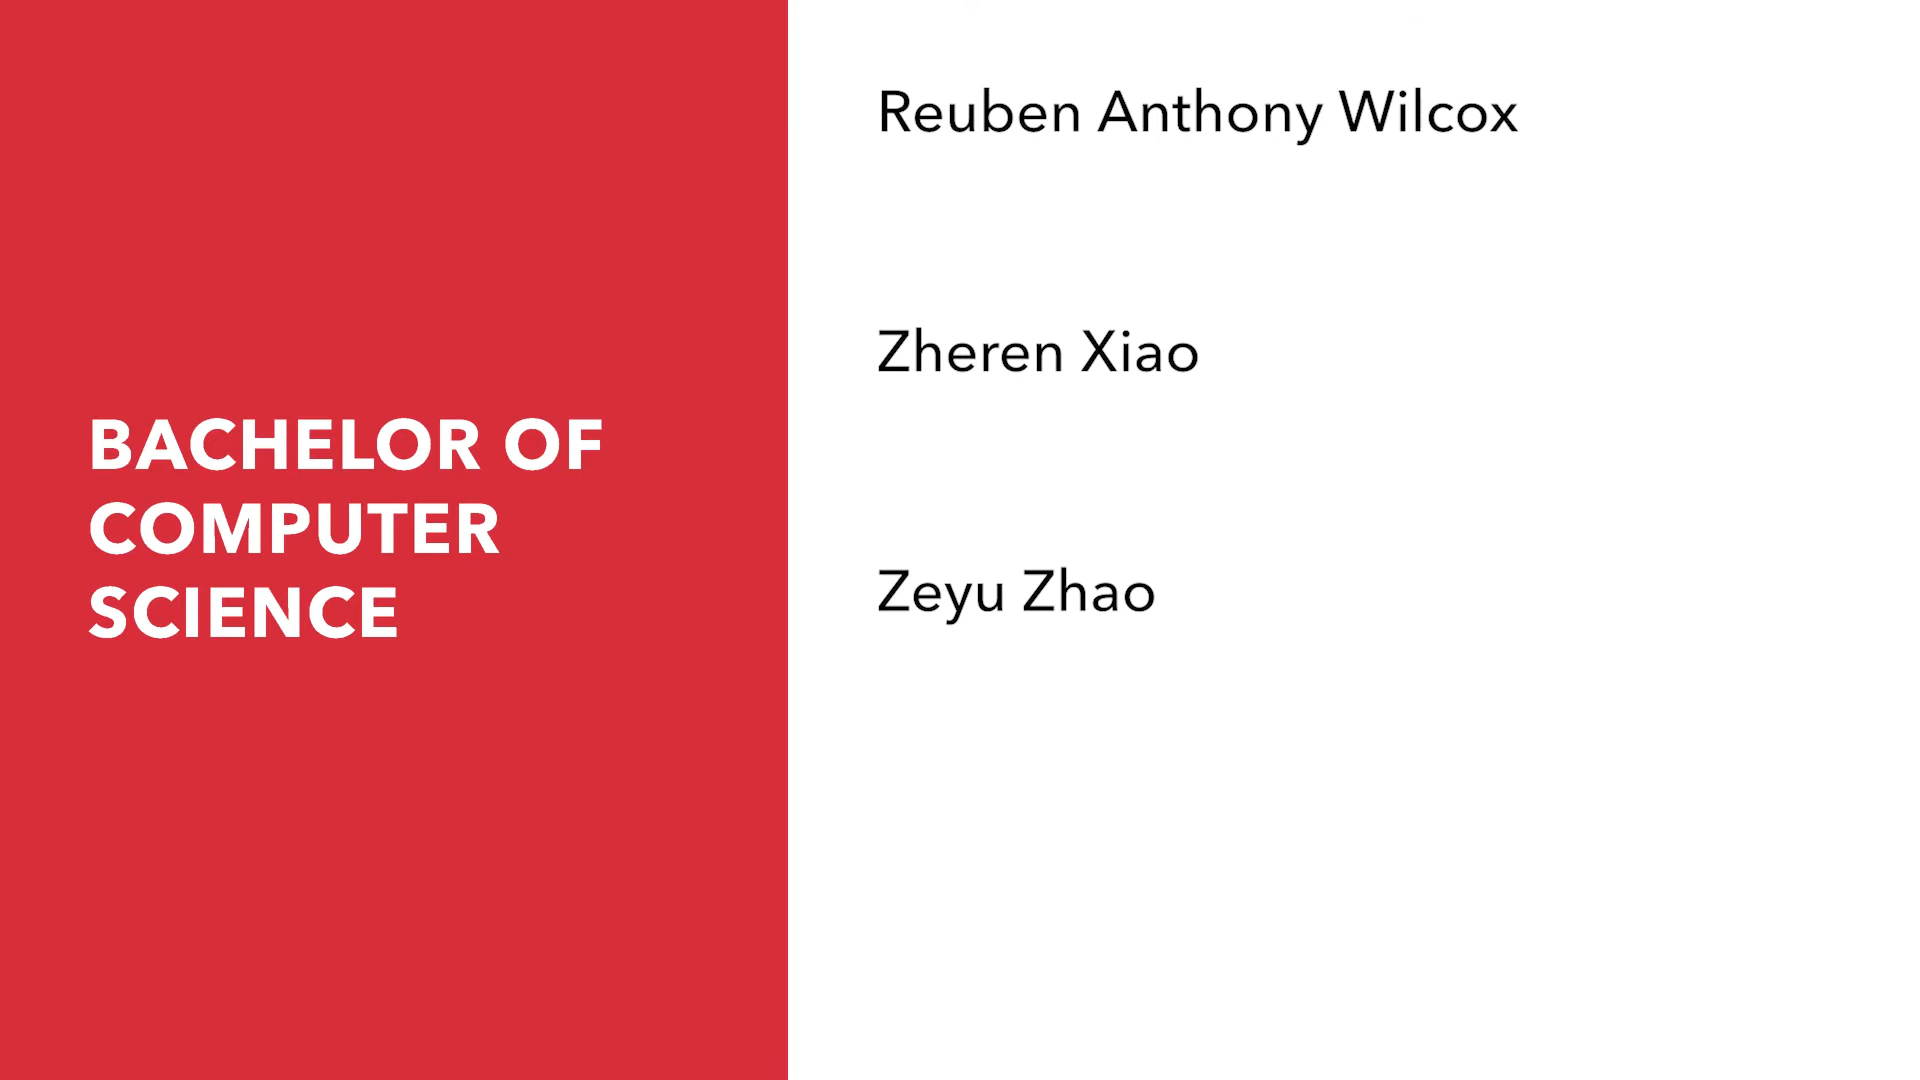 BACHELOR OF
COMPUTER
SCIENCE
Reuben Anthony Wilcox
Zheren Xiao
Zeyu Zhao